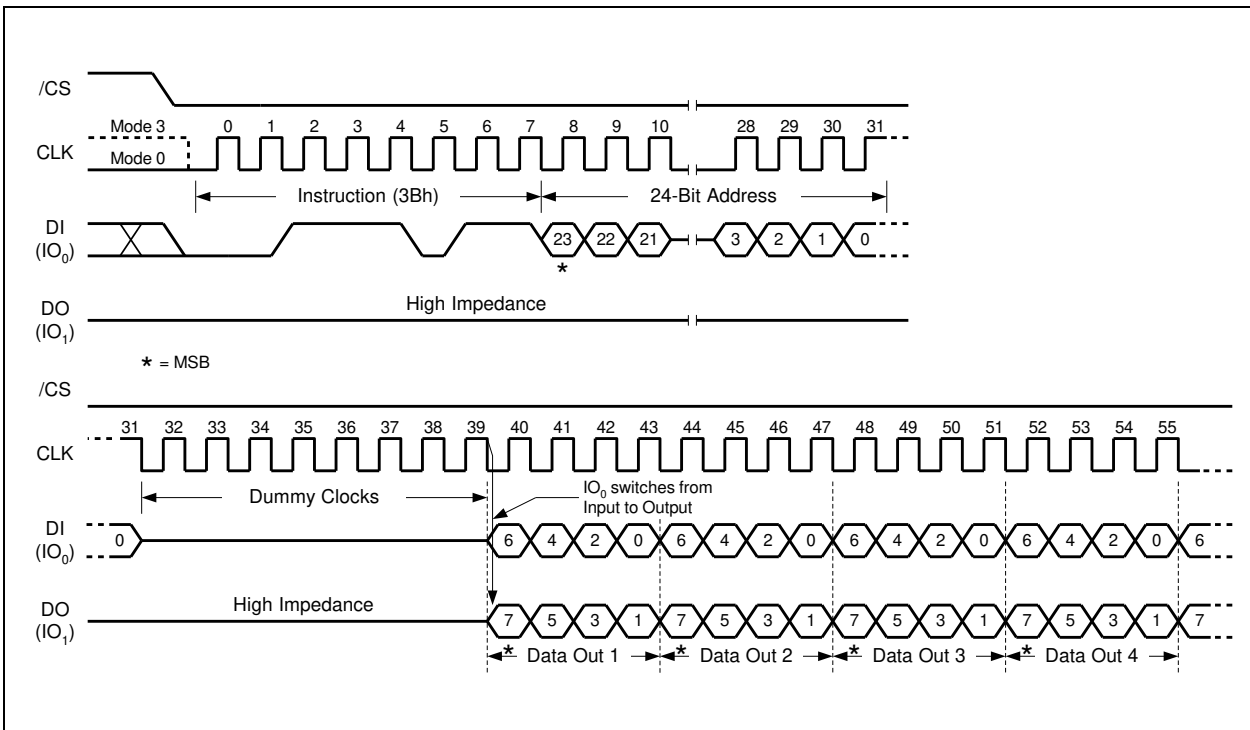 /CS
Mode 3 0 1 2 3 4 5 6 7 8 9 10 28 29 30 31
CLK
Mode 0
Instruction (3Bh) 24-Bit Address
DI
(IO0)
23 22 21 3 2 1 0
*
DO
(IO1)
High Impedance
* = MSB
/CS
31 32 33 34 35 36 37 38 39 40 41 42 43 44 45 46 47 48 49 50 51 52 53 54 55
CLK
Dummy Clocks
IO0 switches from
Input to Output
DI
(IO0)
0 6 4 2 0 6 4 2 0 6 4 2 0 6 4 2 0 6
DO
(IO1)
High Impedance
7 5 3 1 7 5 3 1 7 5 3 1 7 5 3 1 7
* Data Out 1 * Data Out 2 * Data Out 3 * Data Out 4